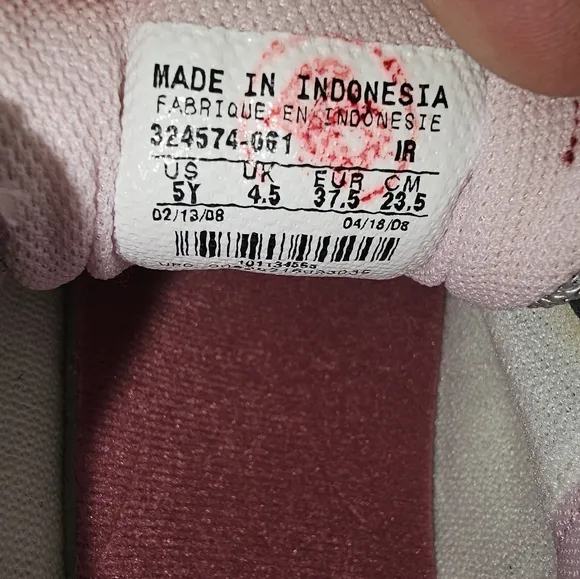 MADE IN INDONESIA
FABRIQUE EN INDONESIE
324574-061 IR
US UK EUR CM
5Y 4.5 37.5 23.5
02/13/08 04/18/08